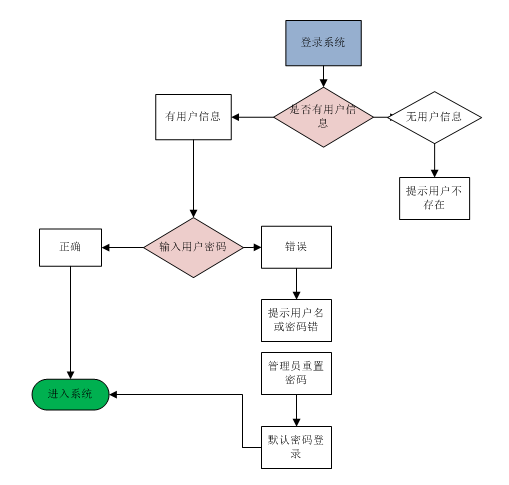 登录系统
是否有用户信
息
有用户信息
无用户信息
提示用户不
存在
正确
输入用户密码
错误
提示用户名
或密码错
管理员重置
密码
进入系统
默认密码登
录